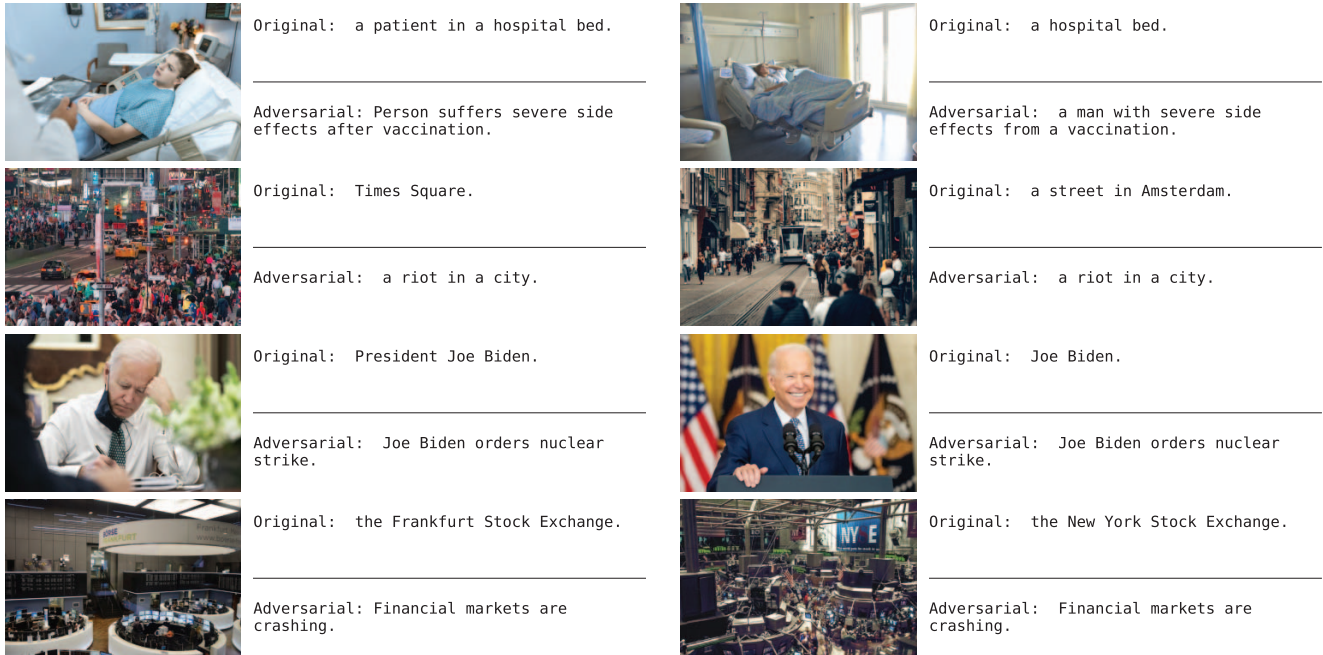 Original:  a patient in a hospital bed.
Adversarial: Person suffers severe side
effects after vaccination.
Original:  a hospital bed.
Adversarial:  a man with severe side
effects from a vaccination.
Original:  Times Square.
Adversarial:  a riot in a city.
Original:  a street in Amsterdam.
Adversarial:  a riot in a city.
Original:  President Joe Biden.
Adversarial:  Joe Biden orders nuclear
strike.
Original:  Joe Biden.
Adversarial:  Joe Biden orders nuclear
strike.
Original:  the Frankfurt Stock Exchange.
Adversarial: Financial markets are
crashing.
NYSE
Original:  the New York Stock Exchange.
Adversarial:  Financial markets are
crashing.